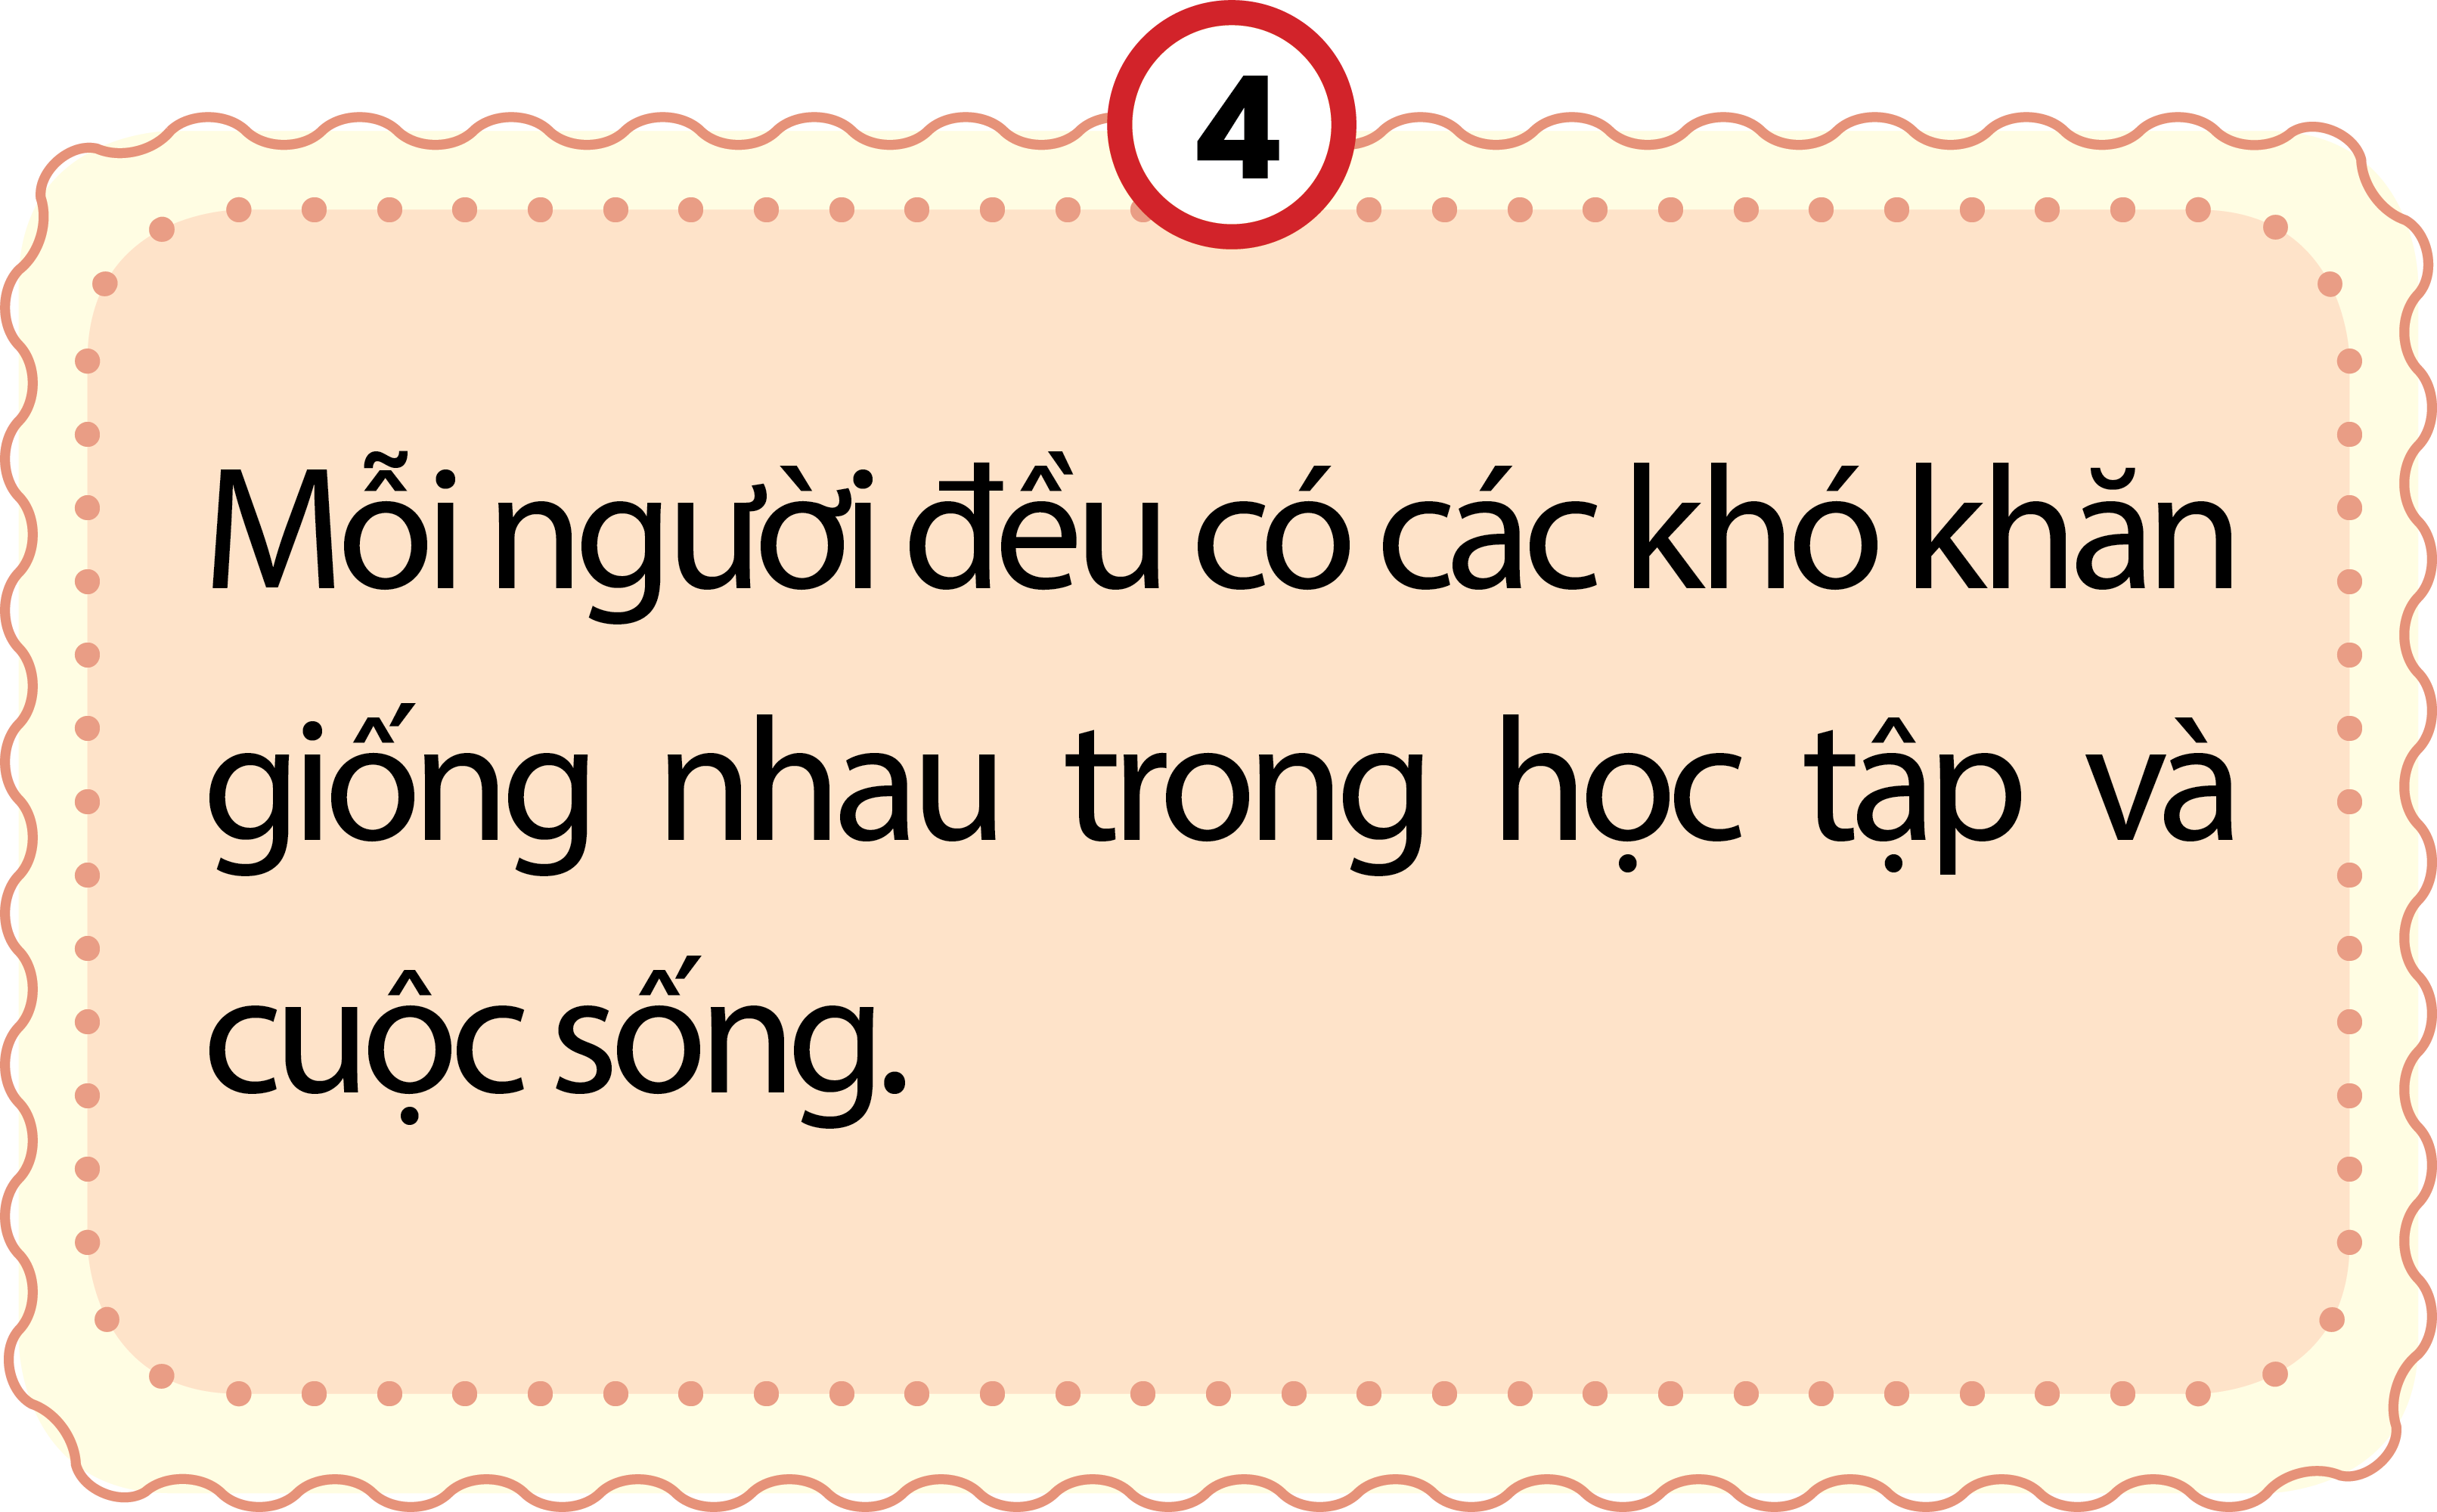 4
Mỗi người đều có các khó khăn
giống nhau trong học tập và
cuộc sống.